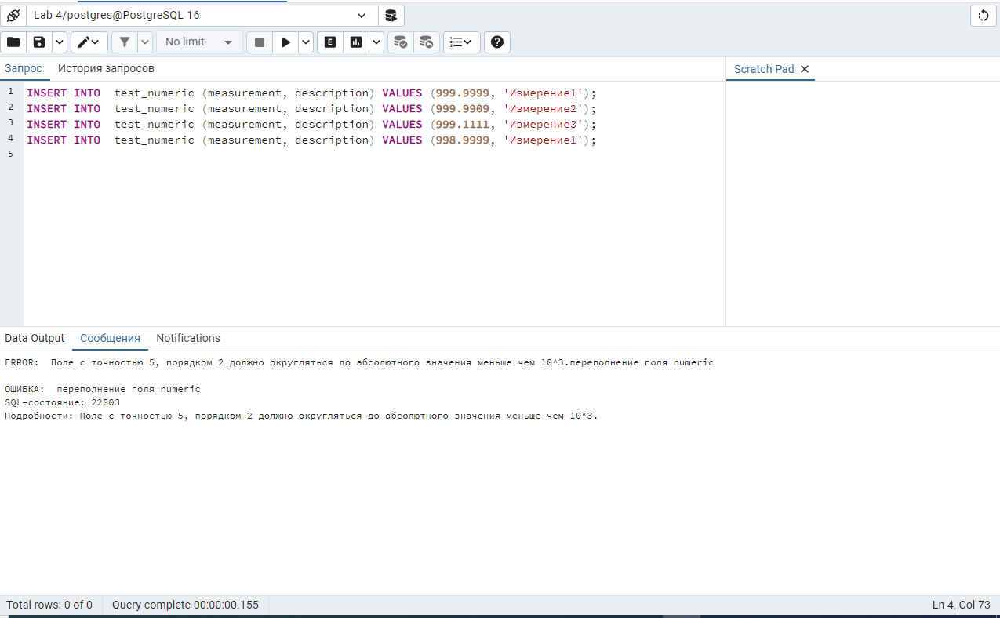 Lab 4/postgres@PostgreSQL 16
No limit
E
Запрос
История запросов
Scratch Pad
1 INSERT INTO  test_numeric (measurement, description) VALUES (999.9999, 'Измерение1');
2 INSERT INTO  test_numeric (measurement, description) VALUES (999.9909, 'Измерение2');
3 INSERT INTO  test_numeric (measurement, description) VALUES (999.1111, 'Измерение3');
4 INSERT INTO  test_numeric (measurement, description) VALUES (998.9999, 'Измерение1');
5
Data Output
Сообщения
Notifications
ERROR:  Поле с точностью 5, порядком 2 должно округляться до абсолютного значения меньше чем 10^3.переполнение поля numeric
ОШИБКА:  переполнение поля numeric
SQL-состояние: 22003
Подробности: Поле с точностью 5, порядком 2 должно округляться до абсолютного значения меньше чем 10^3.
Total rows: 0 of 0
Query complete 00:00:00.155
Ln 4, Col 73